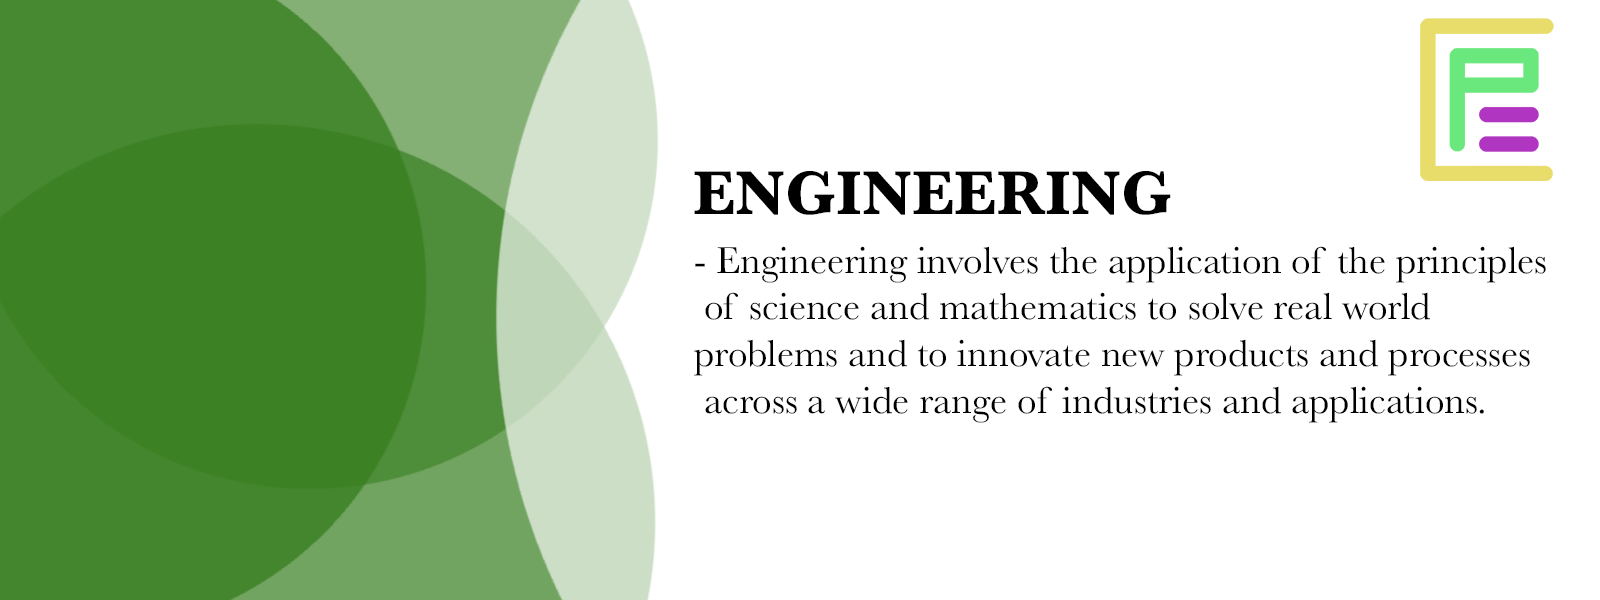 ENGINEERING
- Engineering involves the application of the principles
of science and mathematics to solve real world
problems and to innovate new products and processes
across a wide range of industries and applications.